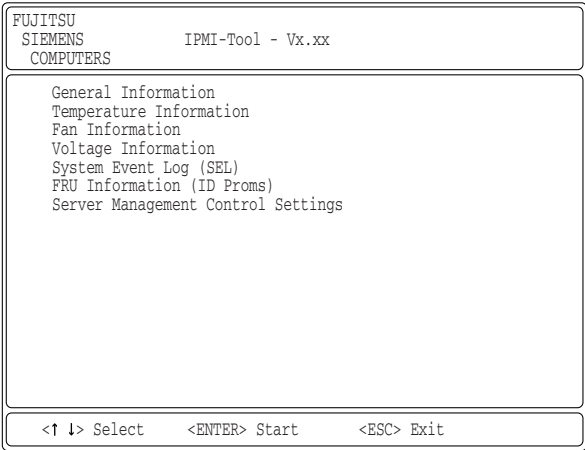 FUJITSU
SIEMENS IPMI-Tool - Vx.xx
COMPUTERS
General Information
Temperature Information
Fan Information
Voltage Information
System Event Log (SEL)
FRU Information (ID Proms)
Server Management Control Settings
<↑ ↓> Select <ENTER> Start <ESC> Exit